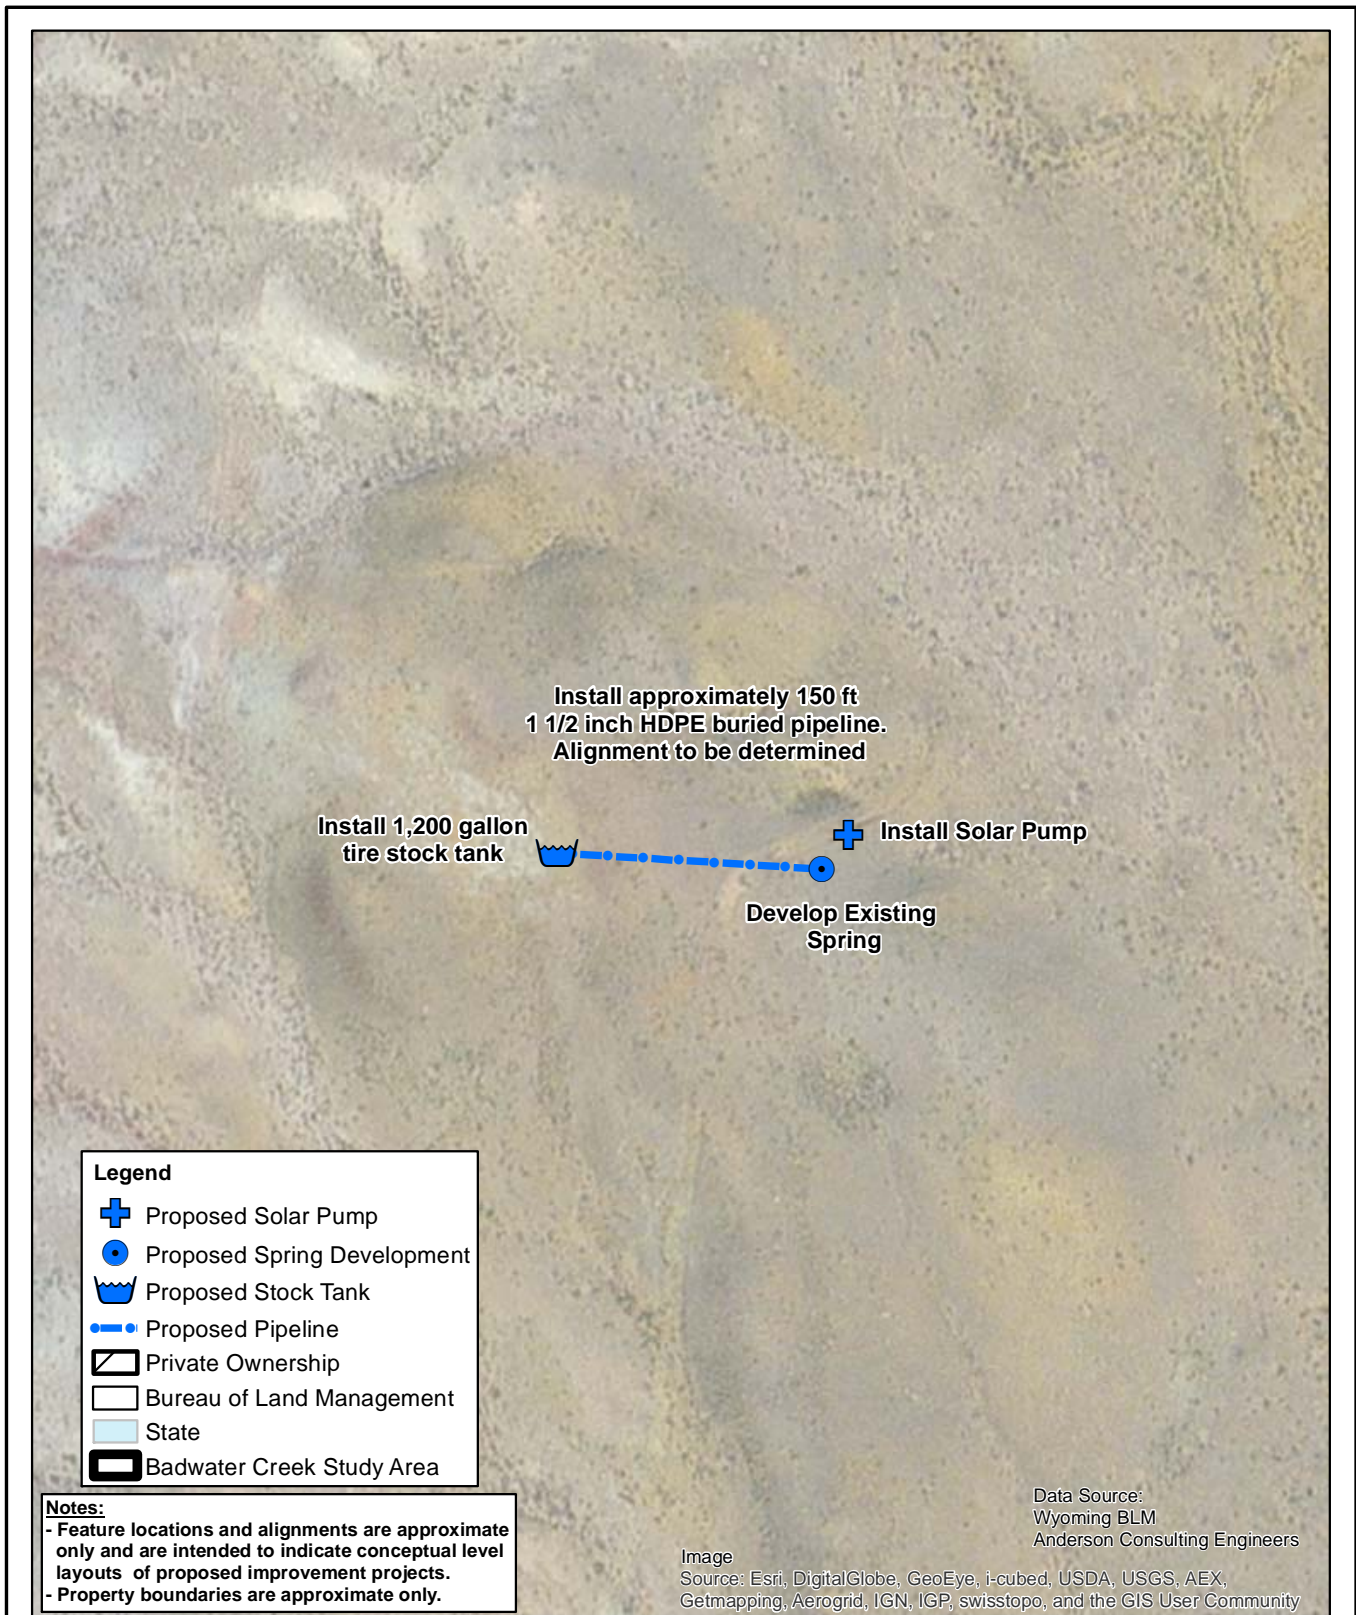 Install approximately 150 ft
1 1/2 inch HDPE buried pipeline.
Alignment to be determined
Install 1,200 gallon
tire stock tank
Install Solar Pump
Develop Existing
Spring
Legend
Proposed Solar Pump
Proposed Spring Development
Proposed Stock Tank
Proposed Pipeline
Private Ownership
Bureau of Land Management
State
Badwater Creek Study Area
Notes:
- Feature locations and alignments are approximate
only and are intended to indicate conceptual level
layouts of proposed improvement projects.
- Property boundaries are approximate only.
Data Source:
Wyoming BLM
Anderson Consulting Engineers
Image
Source: Esri, DigitalGlobe, GeoEye, i-cubed, USDA, USGS, AEX,
Getmapping, Aerogrid, IGN, IGP, swisstopo, and the GIS User Community